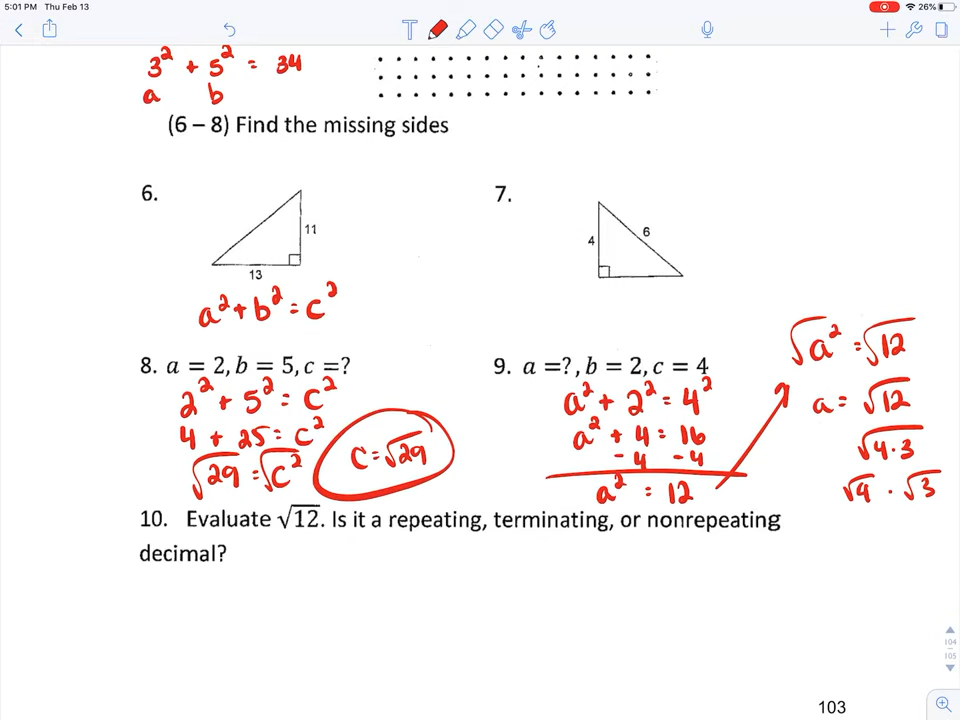 5:01 PM Thu Feb 13
26%
T
3² + 5² = 34
a b
(6 – 8) Find the missing sides
6.
11
13
a² + b² = c²
7.
4
6
8. a = 2, b = 5, c =?
2² + 5² = c²
4 + 25 = c²
√29 = √c²
c = √29
9. a =?, b = 2, c = 4
a² + 2² = 4²
a² + 4 = 16
-4 -4
a² = 12
√a² = √12
a = √12
√4·3
√4 · √3
10. Evaluate √12. Is it a repeating, terminating, or nonrepeating
decimal?
104
105
103